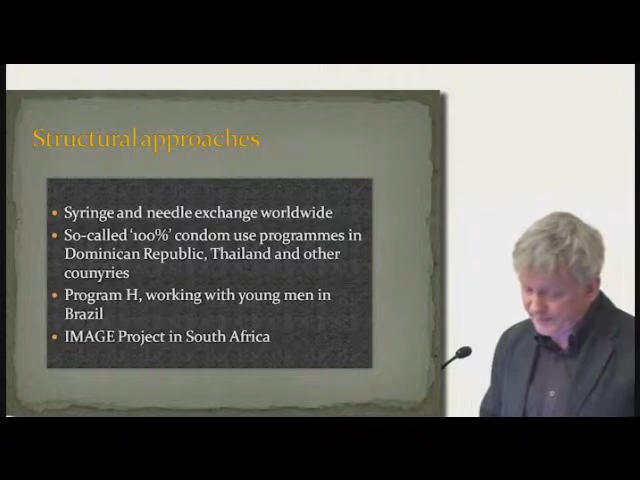 Structural approaches
• Syringe and needle exchange worldwide
• So-called '100%' condom use programmes in
Dominican Republic, Thailand and other
counyries
• Program H, working with young men in
Brazil
• IMAGE Project in South Africa